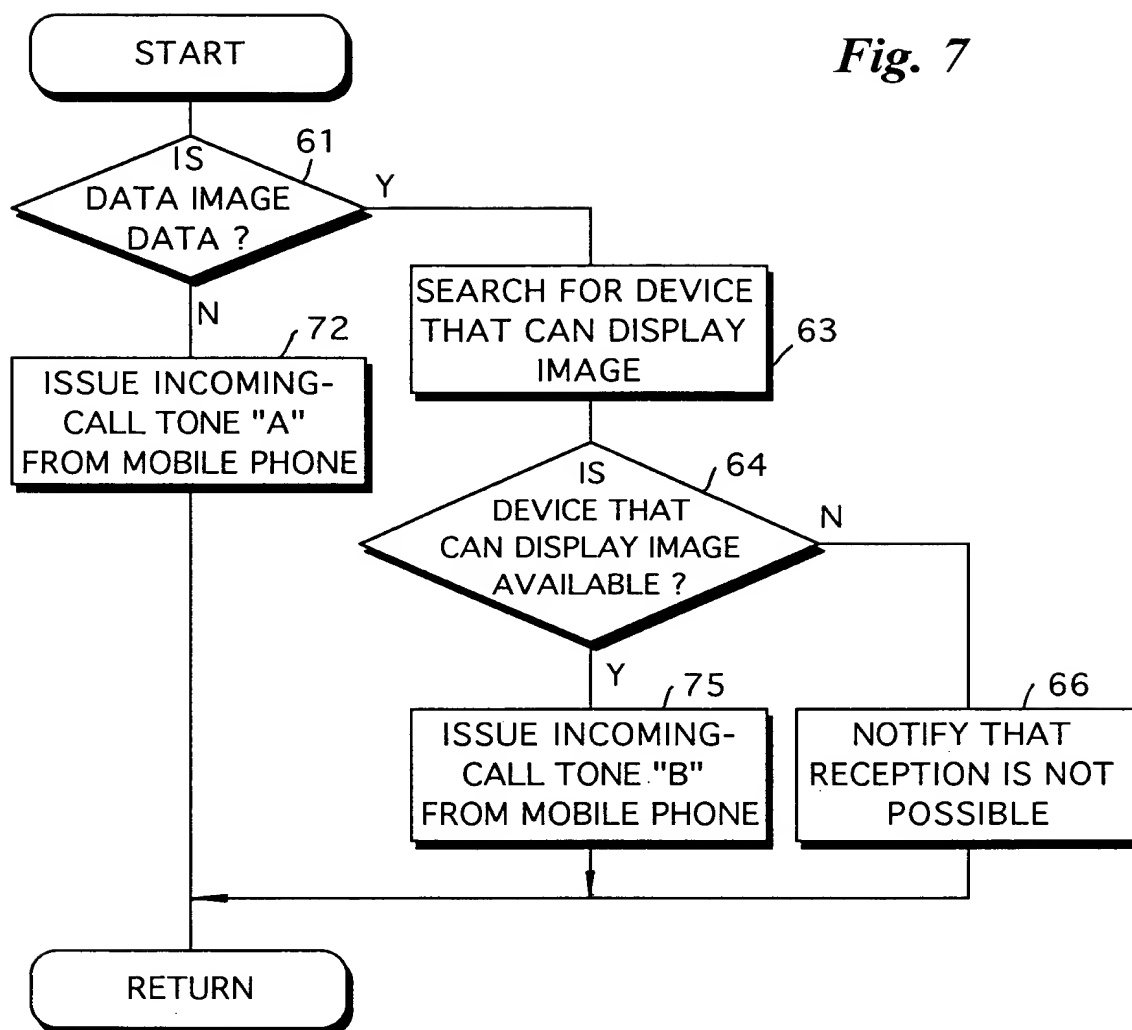 START
Fig. 7
61
IS
DATA IMAGE
DATA ?
Y
N
SEARCH FOR DEVICE
THAT CAN DISPLAY
IMAGE
63
72
ISSUE INCOMING-
CALL TONE "A"
FROM MOBILE PHONE
64
IS
DEVICE THAT
CAN DISPLAY IMAGE
AVAILABLE ?
N
Y
75
ISSUE INCOMING-
CALL TONE "B"
FROM MOBILE PHONE
66
NOTIFY THAT
RECEPTION IS NOT
POSSIBLE
RETURN